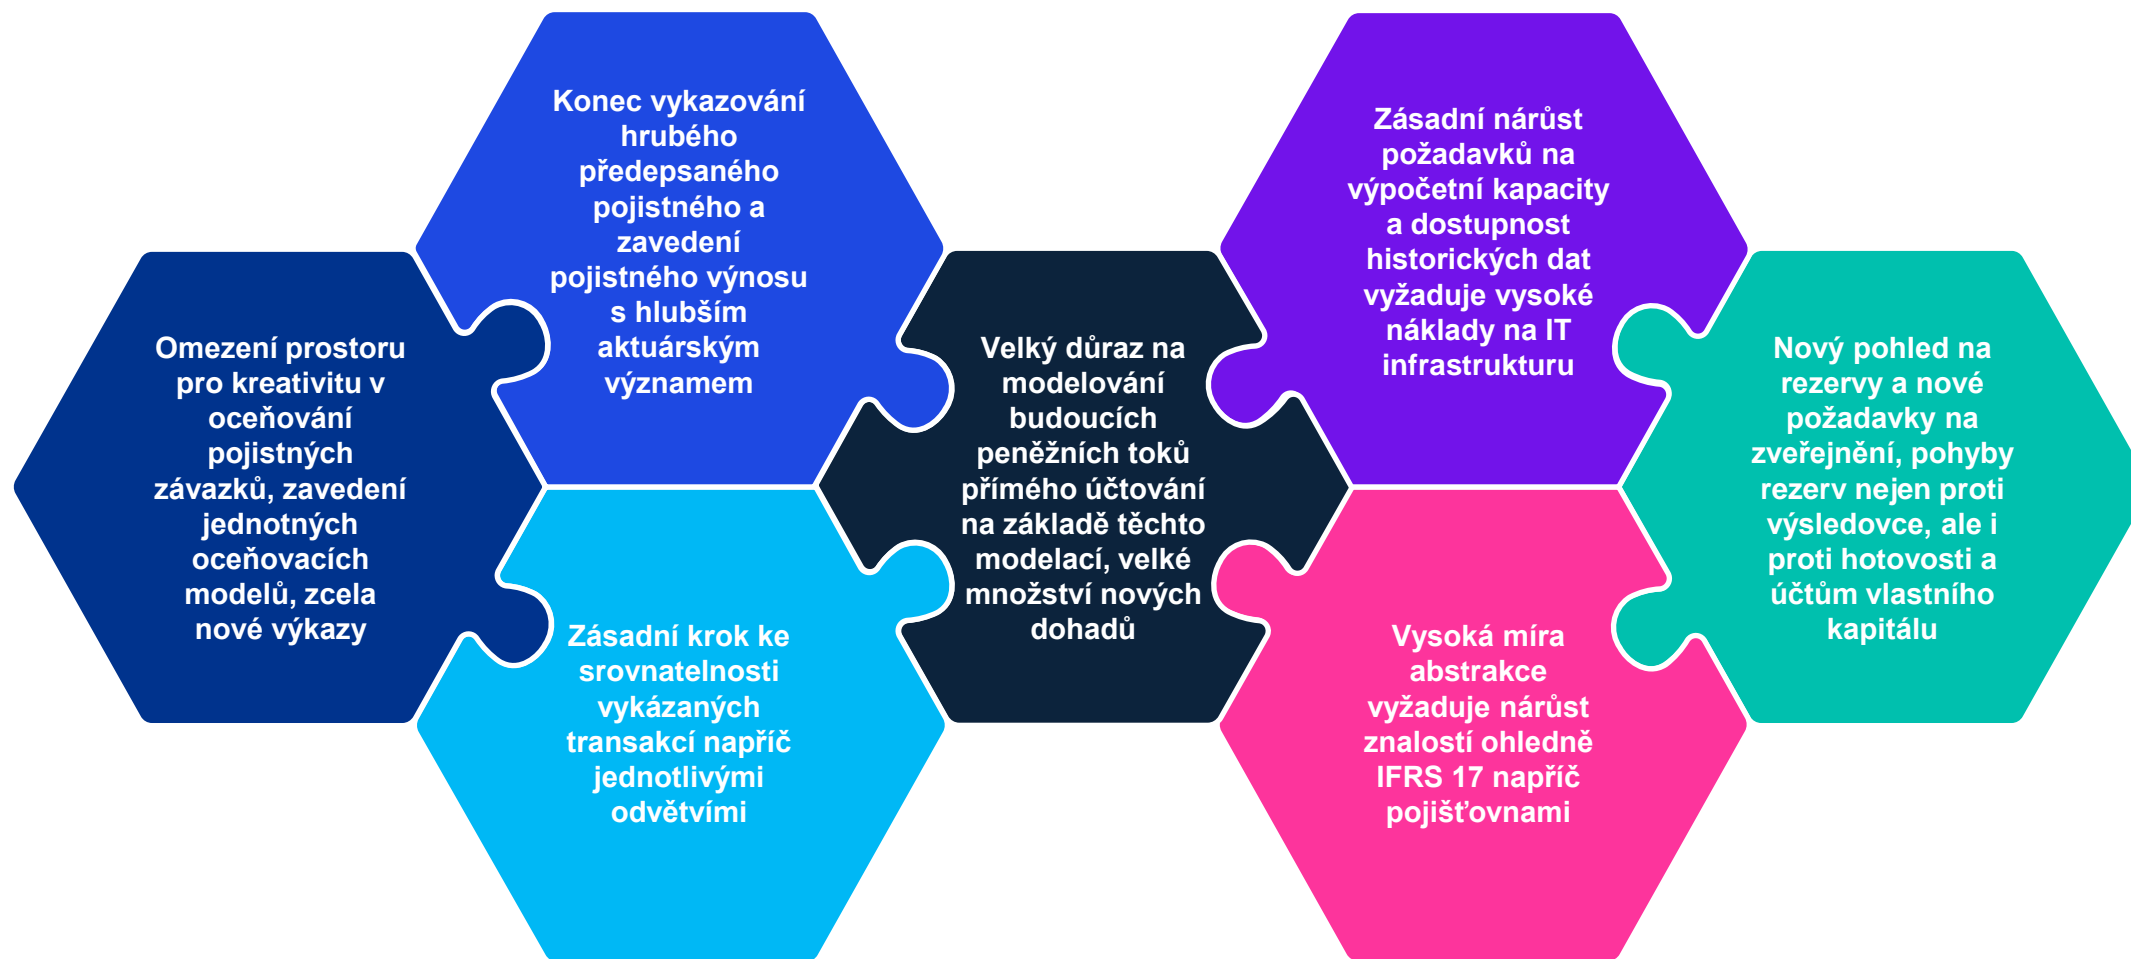 Omezení prostoru
pro kreativitu v
oceňování
pojistných
závazků, zavedení
jednotných
oceňovacích
modelů, zcela
nové výkazy
Konec vykazování
hrubého
předepsaného
pojistného a
zavedení
pojistného výnosu
s hlubším
aktuárským
významem
Zásadní krok ke
srovnatelnosti
vykázaných
transakcí napříč
jednotlivými
odvětvími
Velký důraz na
modelování
budoucích
peněžních toků
přímého účtování
na základě těchto
modelací, velké
množství nových
dohadů
Zásadní nárůst
požadavků na
výpočetní kapacity
a dostupnost
historických dat
vyžaduje vysoké
náklady na IT
infrastrukturu
Vysoká míra
abstrakce
vyžaduje nárůst
znalostí ohledně
IFRS 17 napříč
pojišťovnami
Nový pohled na
rezervy a nové
požadavky na
zveřejnění, pohyby
rezerv nejen proti
výsledovce, ale i
proti hotovosti a
účtům vlastního
kapitálu